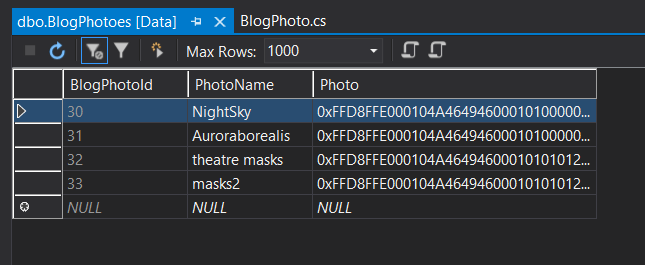 dbo.BlogPhotoes [Data] BlogPhoto.cs
Max Rows: 1000
BlogPhotoId PhotoName Photo
30 NightSky 0xFFD8FFE000104A46494600010100000...
31 Auroraborealis 0xFFD8FFE000104A46494600010100000...
32 theatre masks 0xFFD8FFE000104A46494600010101012...
33 masks2 0xFFD8FFE000104A46494600010101012...
NULL NULL NULL